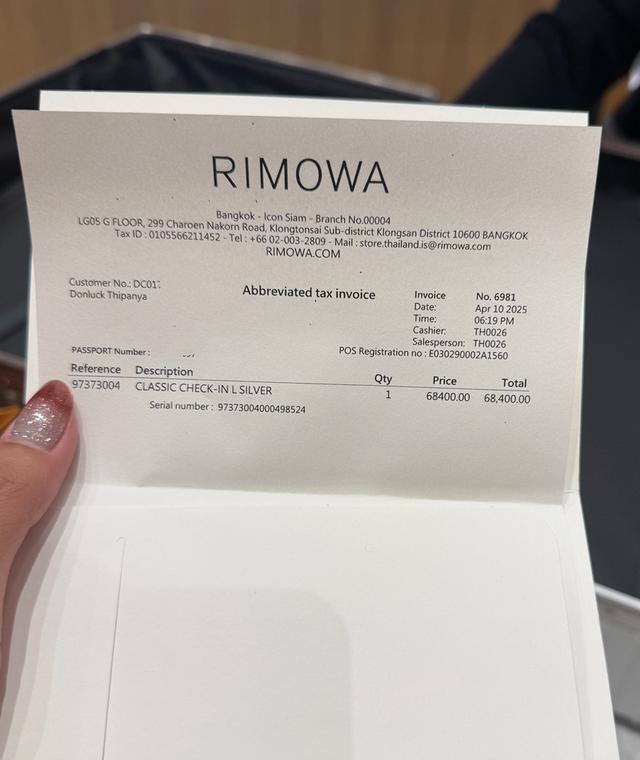 RIMOWA
Bangkok - Icon Siam - Branch No.00004
LG05 G FLOOR, 299 Charoen Nakorn Road, Klongtonsai Sub-district Klongsan District 10600 BANGKOK
Tax ID : 0105566211452 - Tel : +66 02-003-2809 - Mail : store.thailand.is@rimowa.com
RIMOWA.COM
Customer No.: DC01
Donluck Thipanya
Abbreviated tax invoice
Invoice No. 6981
Date: Apr 10 2025
Time: 06:19 PM
Cashier: TH0026
Salesperson: TH0026
PASSPORT Number :
POS Registration no : E030290002A1560
Reference Description Qty Price Total
97373004 CLASSIC CHECK-IN L SILVER 1 68400.00 68,400.00
Serial number : 97373004000498524